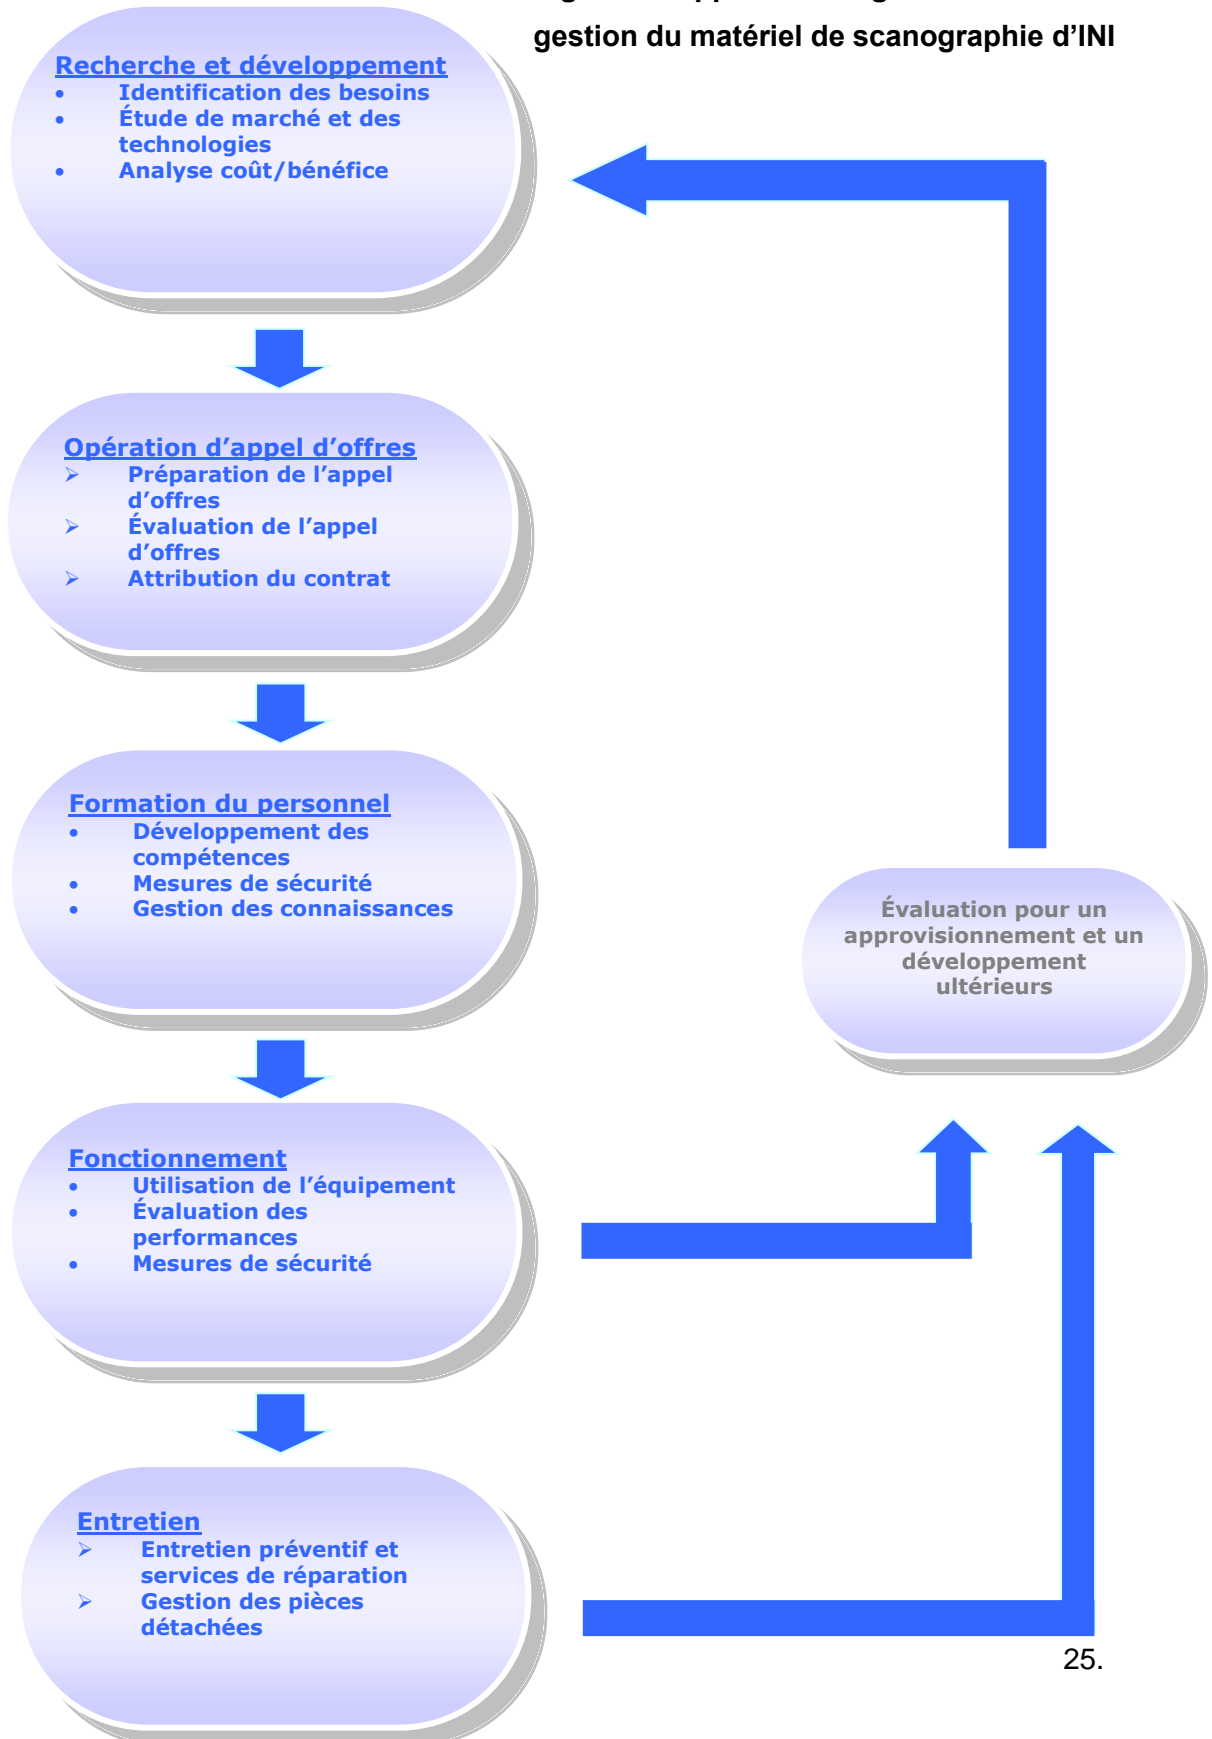 gestion du matériel de scanographie d’INI
Recherche et développement
• Identification des besoins
• Étude de marché et des
technologies
• Analyse coût/bénéfice
Opération d’appel d’offres
➢ Préparation de l’appel
d’offres
➢ Évaluation de l’appel
d’offres
➢ Attribution du contrat
Formation du personnel
• Développement des
compétences
• Mesures de sécurité
• Gestion des connaissances
Évaluation pour un
approvisionnement et un
développement
ultérieurs
Fonctionnement
• Utilisation de l’équipement
• Évaluation des
performances
• Mesures de sécurité
Entretien
➢ Entretien préventif et
services de réparation
➢ Gestion des pièces
détachées
25.